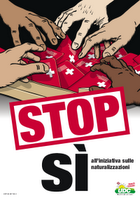 STOP
SÌ
all'iniziativa sulle
naturalizzazioni
UDC